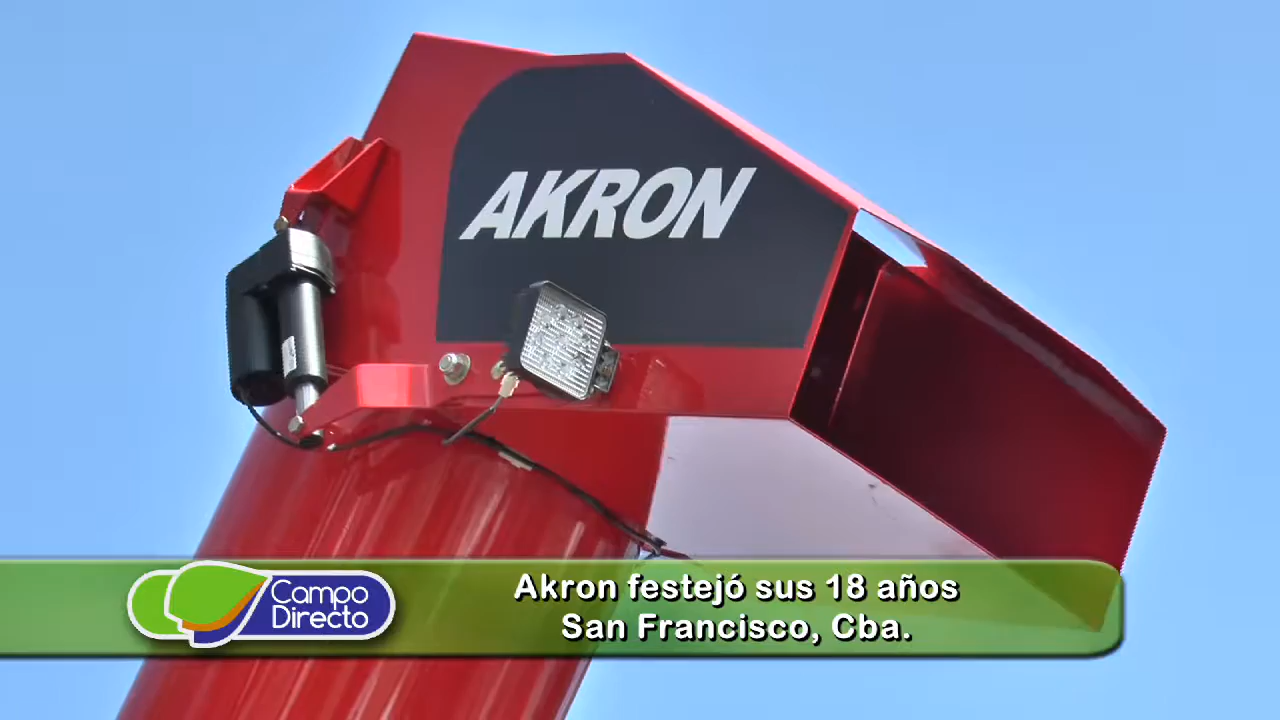 AKRON
Campo
Directo
Akron festejó sus 18 años
San Francisco, Cba.